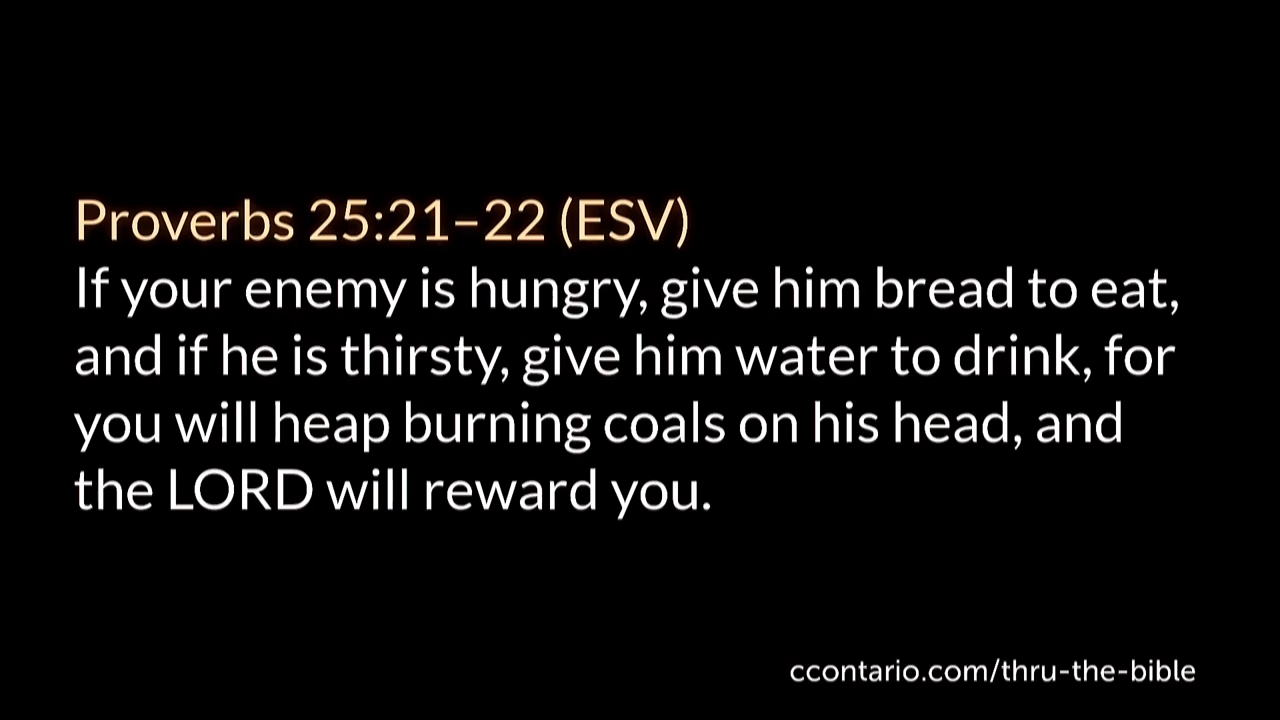 Proverbs 25:21–22 (ESV)
If your enemy is hungry, give him bread to eat,
and if he is thirsty, give him water to drink, for
you will heap burning coals on his head, and
the LORD will reward you.
ccontario.com/thru-the-bible